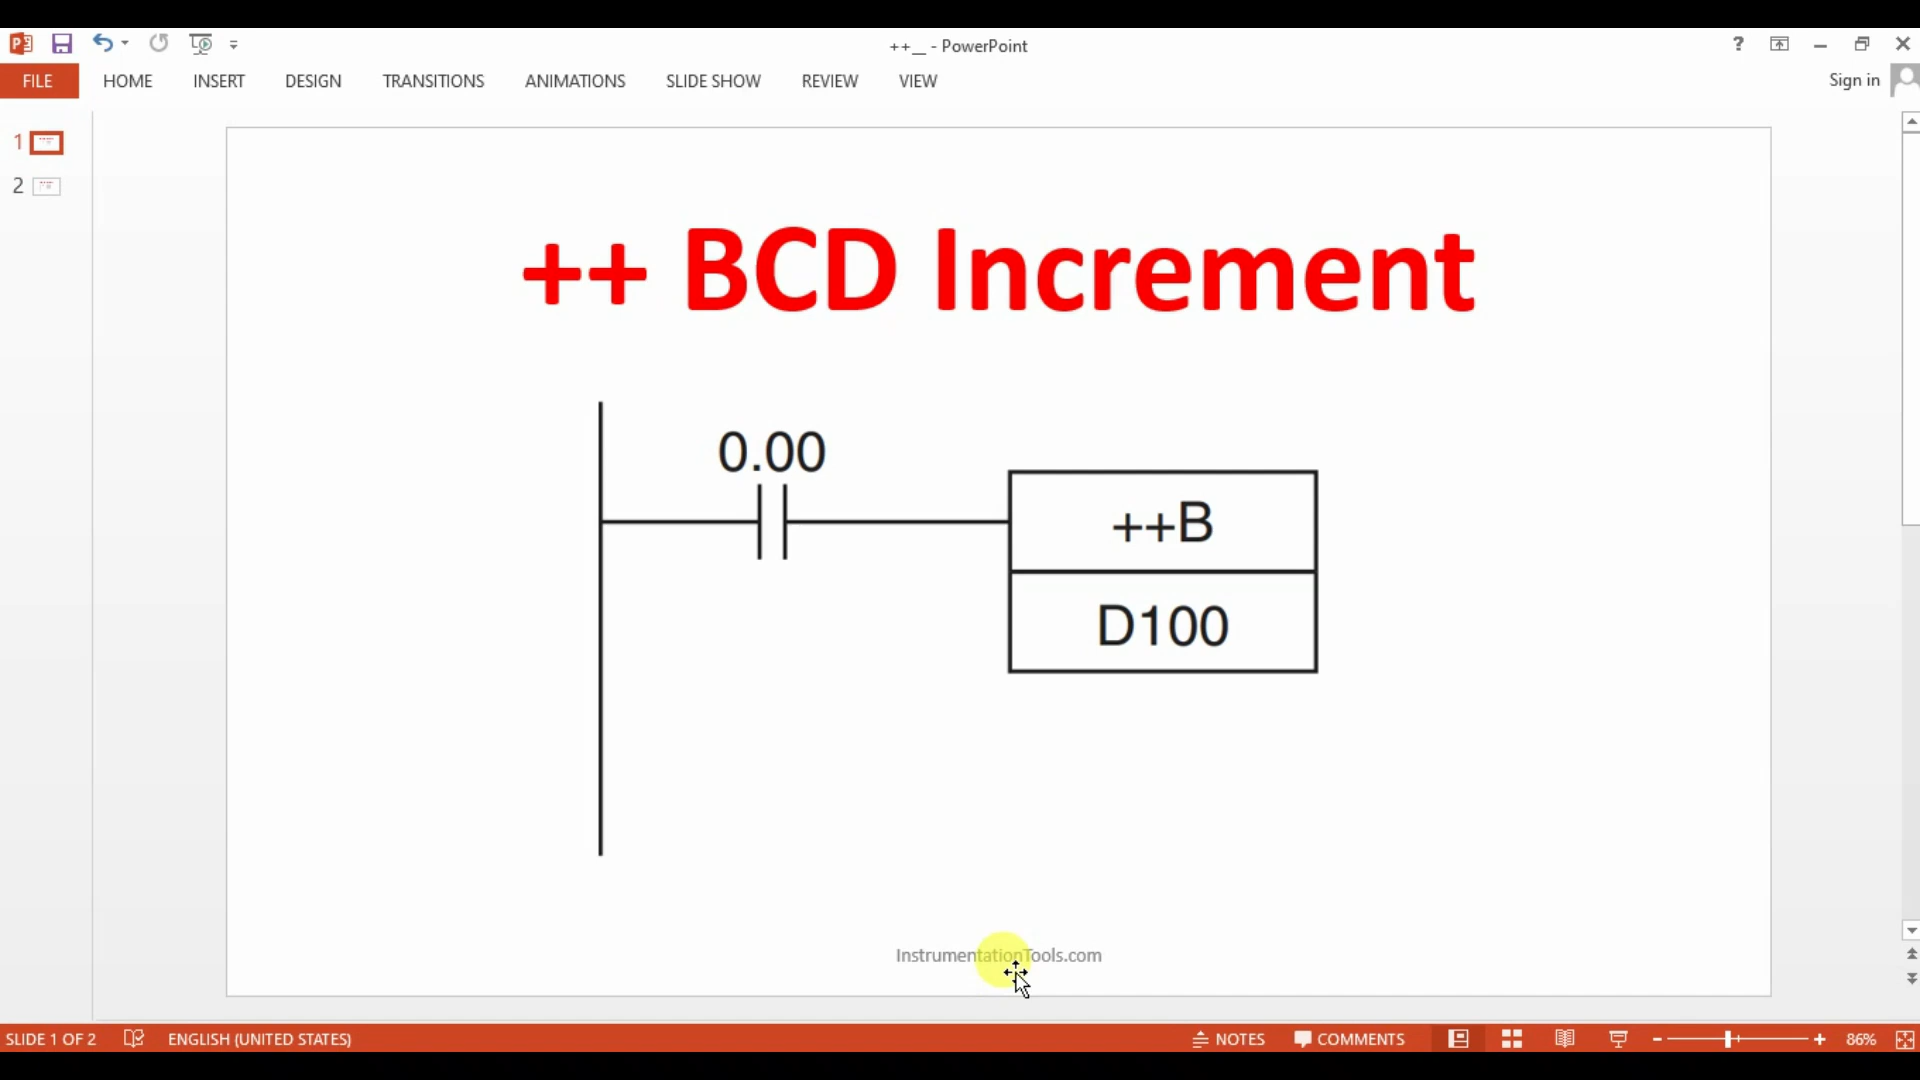 ++__ - PowerPoint
?
FILE
HOME
INSERT
DESIGN
TRANSITIONS
ANIMATIONS
SLIDE SHOW
REVIEW
VIEW
Sign in
1
2
++ BCD Increment
0.00
++B
D100
InstrumentationTools.com
SLIDE 1 OF 2
ENGLISH (UNITED STATES)
NOTES
COMMENTS
86%